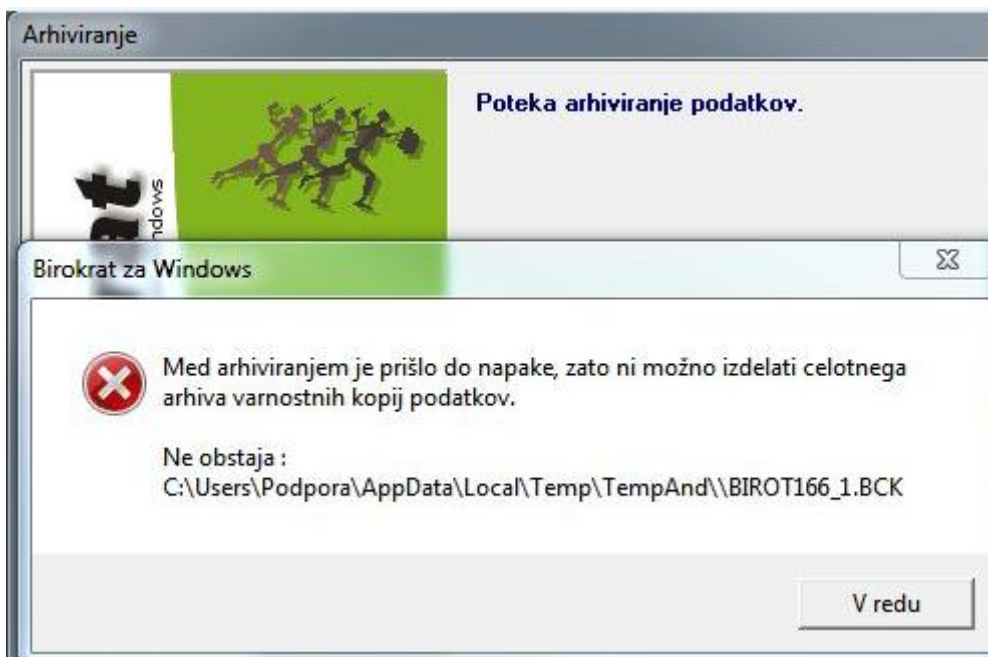 Arhiviranje
Poteka arhiviranje podatkov.
at
ndows
Birokrat za Windows
Med arhiviranjem je prišlo do napake, zato ni možno izdelati celotnega
arhiva varnostnih kopij podatkov.
Ne obstaja :
C:\Users\Podpora\AppData\Local\Temp\TempAnd\\BIROT166_1.BCK
V redu